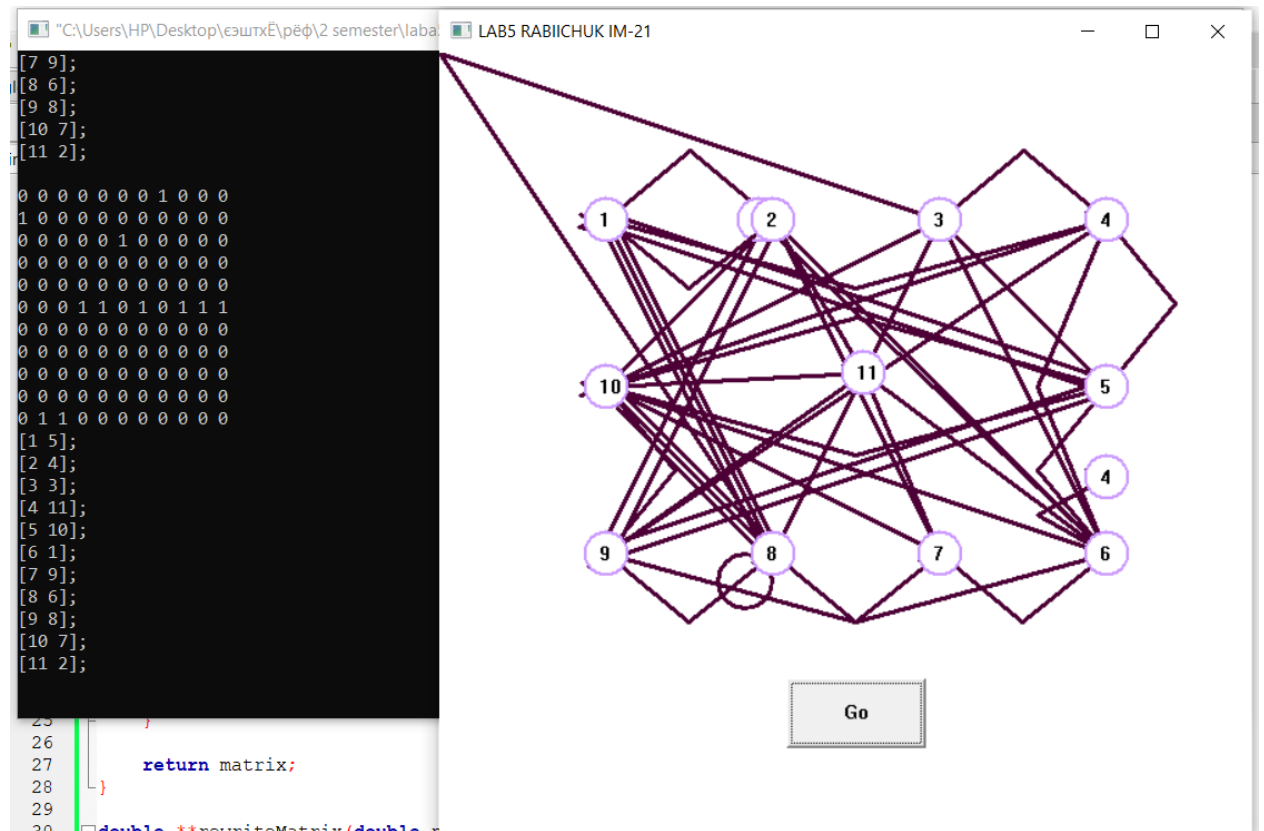 "C:\Users\HP\Desktop\єэштхЁ\рёф\2 semester\laba
[7 9];
[8 6];
[9 8];
[10 7];
[11 2];
0 0 0 0 0 0 0 1 0 0 0
1 0 0 0 0 0 0 0 0 0 0
0 0 0 0 0 1 0 0 0 0 0
0 0 0 0 0 0 0 0 0 0 0
0 0 0 0 0 0 0 0 0 0 0
0 0 0 1 1 0 1 0 1 1 1
0 0 0 0 0 0 0 0 0 0 0
0 0 0 0 0 0 0 0 0 0 0
0 0 0 0 0 0 0 0 0 0 0
0 0 0 0 0 0 0 0 0 0 0
0 1 1 0 0 0 0 0 0 0 0
[1 5];
[2 4];
[3 3];
[4 11];
[5 10];
[6 1];
[7 9];
[8 6];
[9 8];
[10 7];
[11 2];
25 }
26
27 return matrix;
28 }
29
LAB5 RABIICHUK IM-21
1 2 3 4
11
10 5
4
9 8 7 6
Go